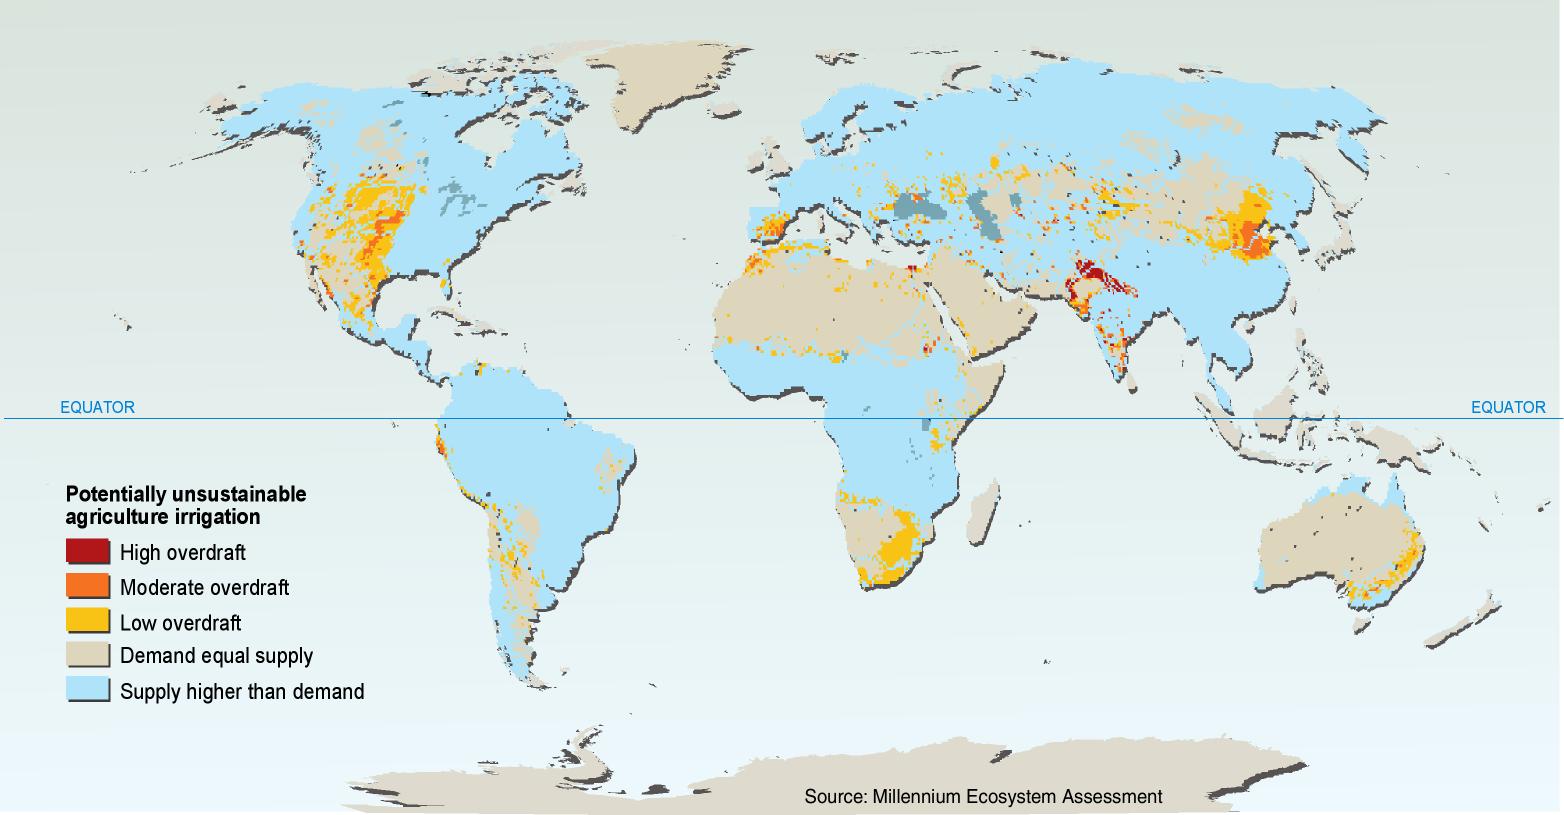 EQUATOR
EQUATOR
Potentially unsustainable
agriculture irrigation
High overdraft
Moderate overdraft
Low overdraft
Demand equal supply
Supply higher than demand
Source: Millennium Ecosystem Assessment